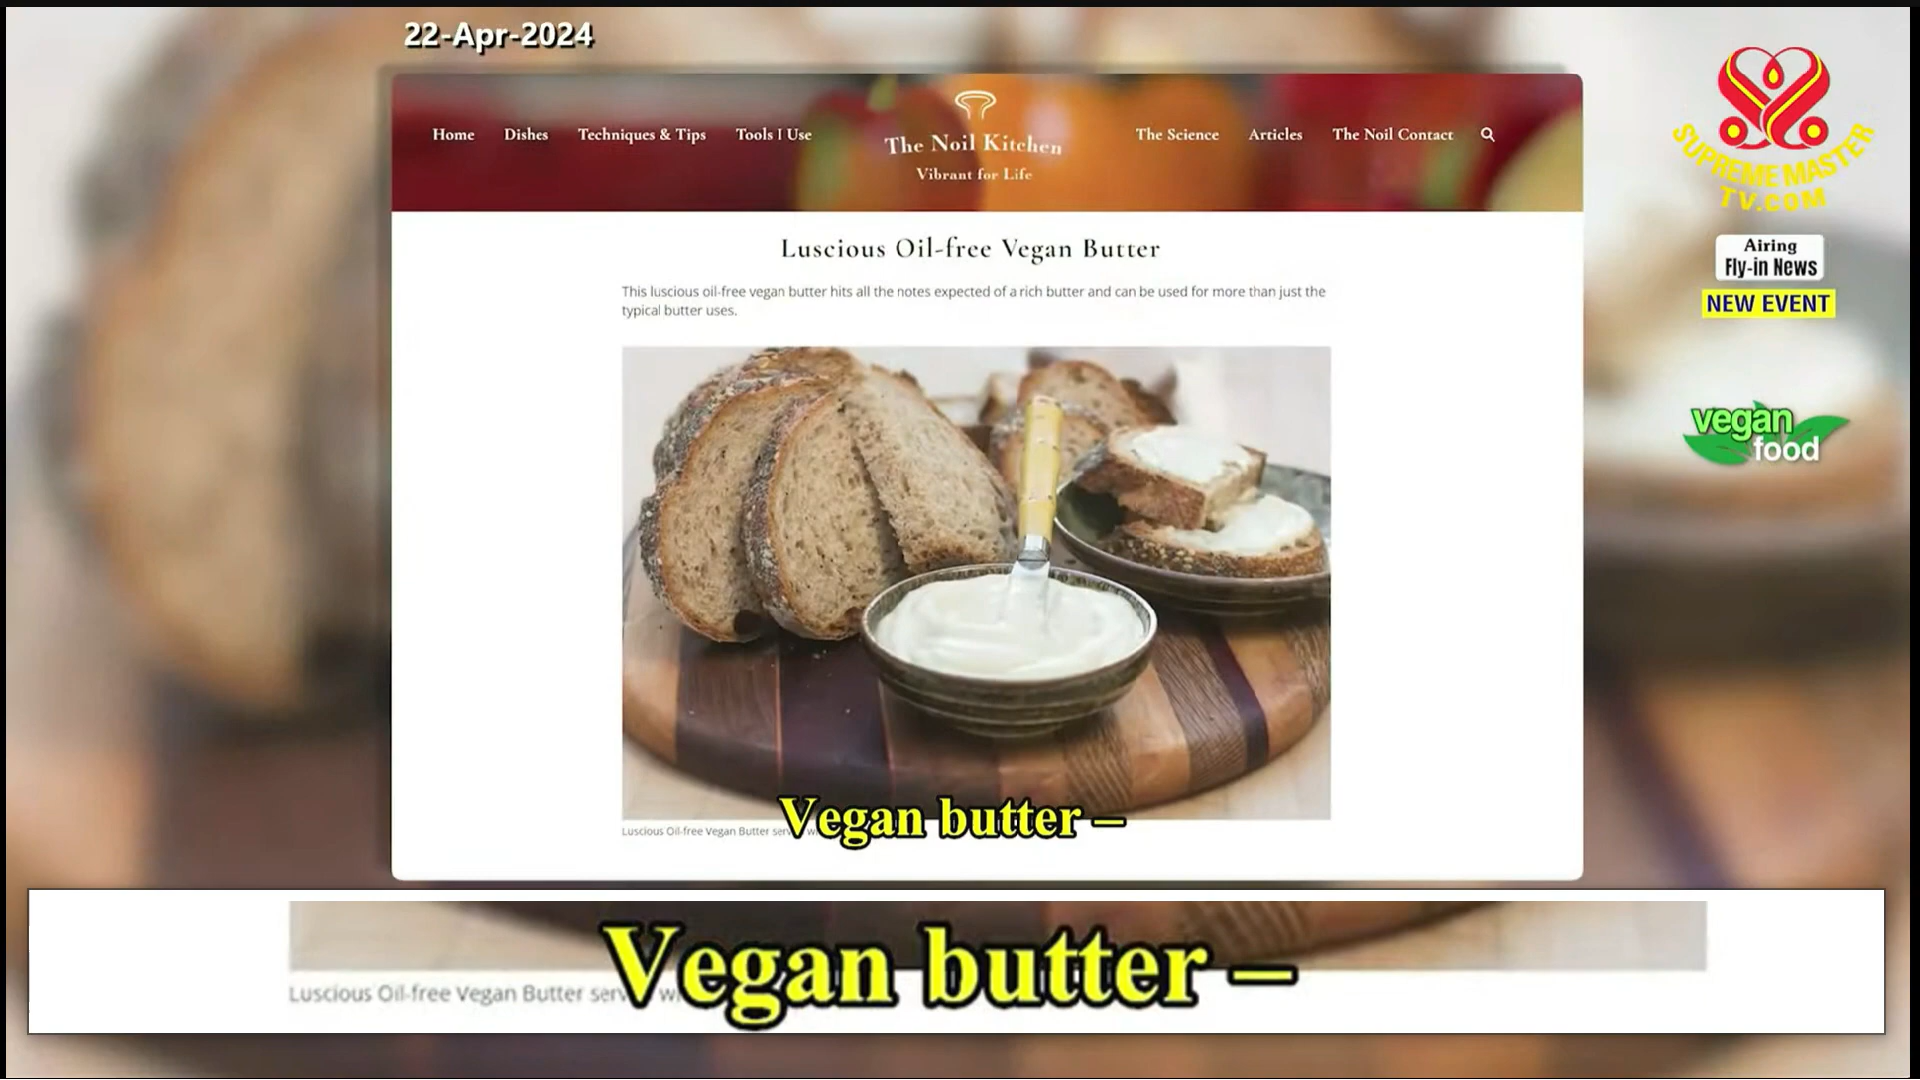 22-Apr-2024
Home Dishes Techniques & Tips Tools I Use
The Noil Kitchen
Vibrant for Life
The Science Articles The Noil Contact
SUPREME MASTER
TV.COM
Airing
Fly-in News
NEW EVENT
vegan
food
Luscious Oil-free Vegan Butter
This luscious oil-free vegan butter hits all the notes expected of a rich butter and can be used for more than just the
typical butter uses.
Vegan butter –
Luscious Oil-free Vegan Butter
Vegan butter –
Luscious Oil-free Vegan Butter